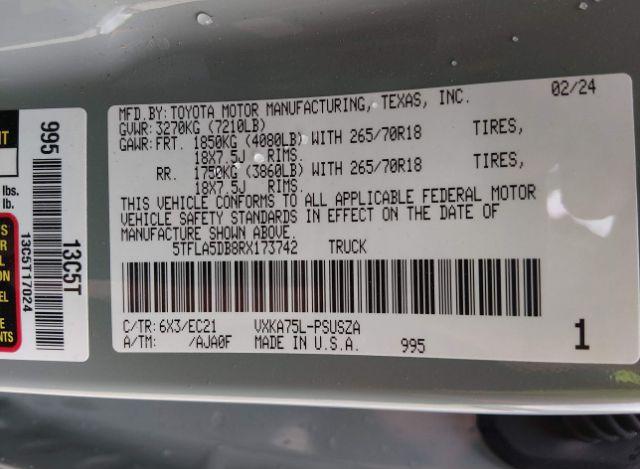 MFD.BY: TOYOTA MOTOR MANUFACTURING, TEXAS, INC. 02/24
GVWR: 3270KG (7210LB)
GAWR: FRT. 1850KG (4080LB) WITH 265/70R18 TIRES,
18X7.5J RIMS.
RR. 1750KG (3860LB) WITH 265/70R18 TIRES,
18X7.5J RIMS.
THIS VEHICLE CONFORMS TO ALL APPLICABLE FEDERAL MOTOR
VEHICLE SAFETY STANDARDS IN EFFECT ON THE DATE OF
MANUFACTURE SHOWN ABOVE.
5TFLA5DB8RX173742 TRUCK
C/TR: 6X3/EC21 VXKA75L-PSUSZA
A/TM: /AJA0F MADE IN U.S.A. 995 1
995
13C5T
13C5T17024
lbs.
lb.